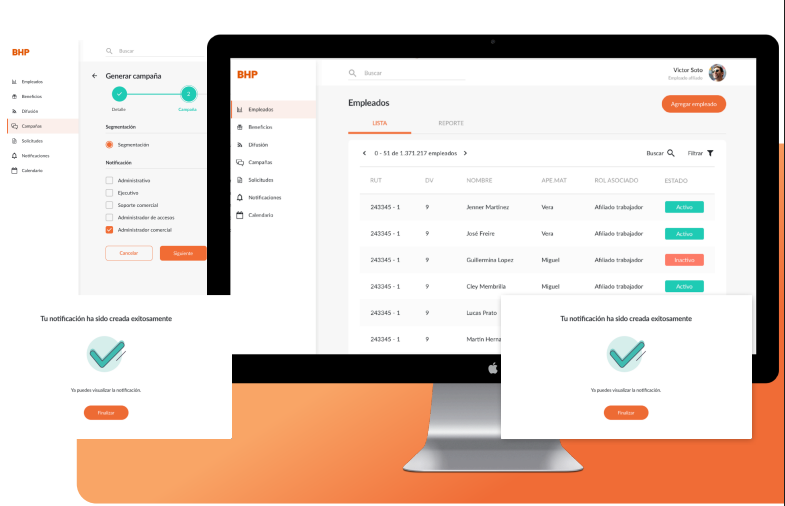 BHP
Buscar
Empleados
Beneficios
Difusión
Campañas
Solicitudes
Notificaciones
Calendario
Generar campaña
2
Detalle
Campaña
Segmentación
Segmentación
Notificación
Administrativo
Ejecutivo
Soporte comercial
Administrador de accesos
Administrador comercial
Cancelar
Siguiente
BHP
Buscar
Victor Soto
Empleado afiliado
Empleados
Beneficios
Difusión
Campañas
Solicitudes
Notificaciones
Calendario
Empleados
Agregar empleado
LISTA
REPORTE
0 - 51 de 1.371.217 empleados
Buscar
Filtrar
RUT DV NOMBRE APE.MAT ROL.ASOCIADO ESTADO
243345 - 1 9 Jenner Martinez Vera Afiliado trabajador Activo
243345 - 1 9 José Freire Vera Afiliado trabajador Activo
243345 - 1 9 Guillermina Lopez Miguel Afiliado trabajador Inactivo
243345 - 1 9 Cley Membrilla Miguel Afiliado trabajador Activo
243345 - 1 9 Lucas Prato
243345 - 1 9 Martin Herna
Tu notificación ha sido creada exitosamente
Ya puedes visualizar la notificación.
Finalizar
Tu notificación ha sido creada exitosamente
Ya puedes visualizar la notificación.
Finalizar